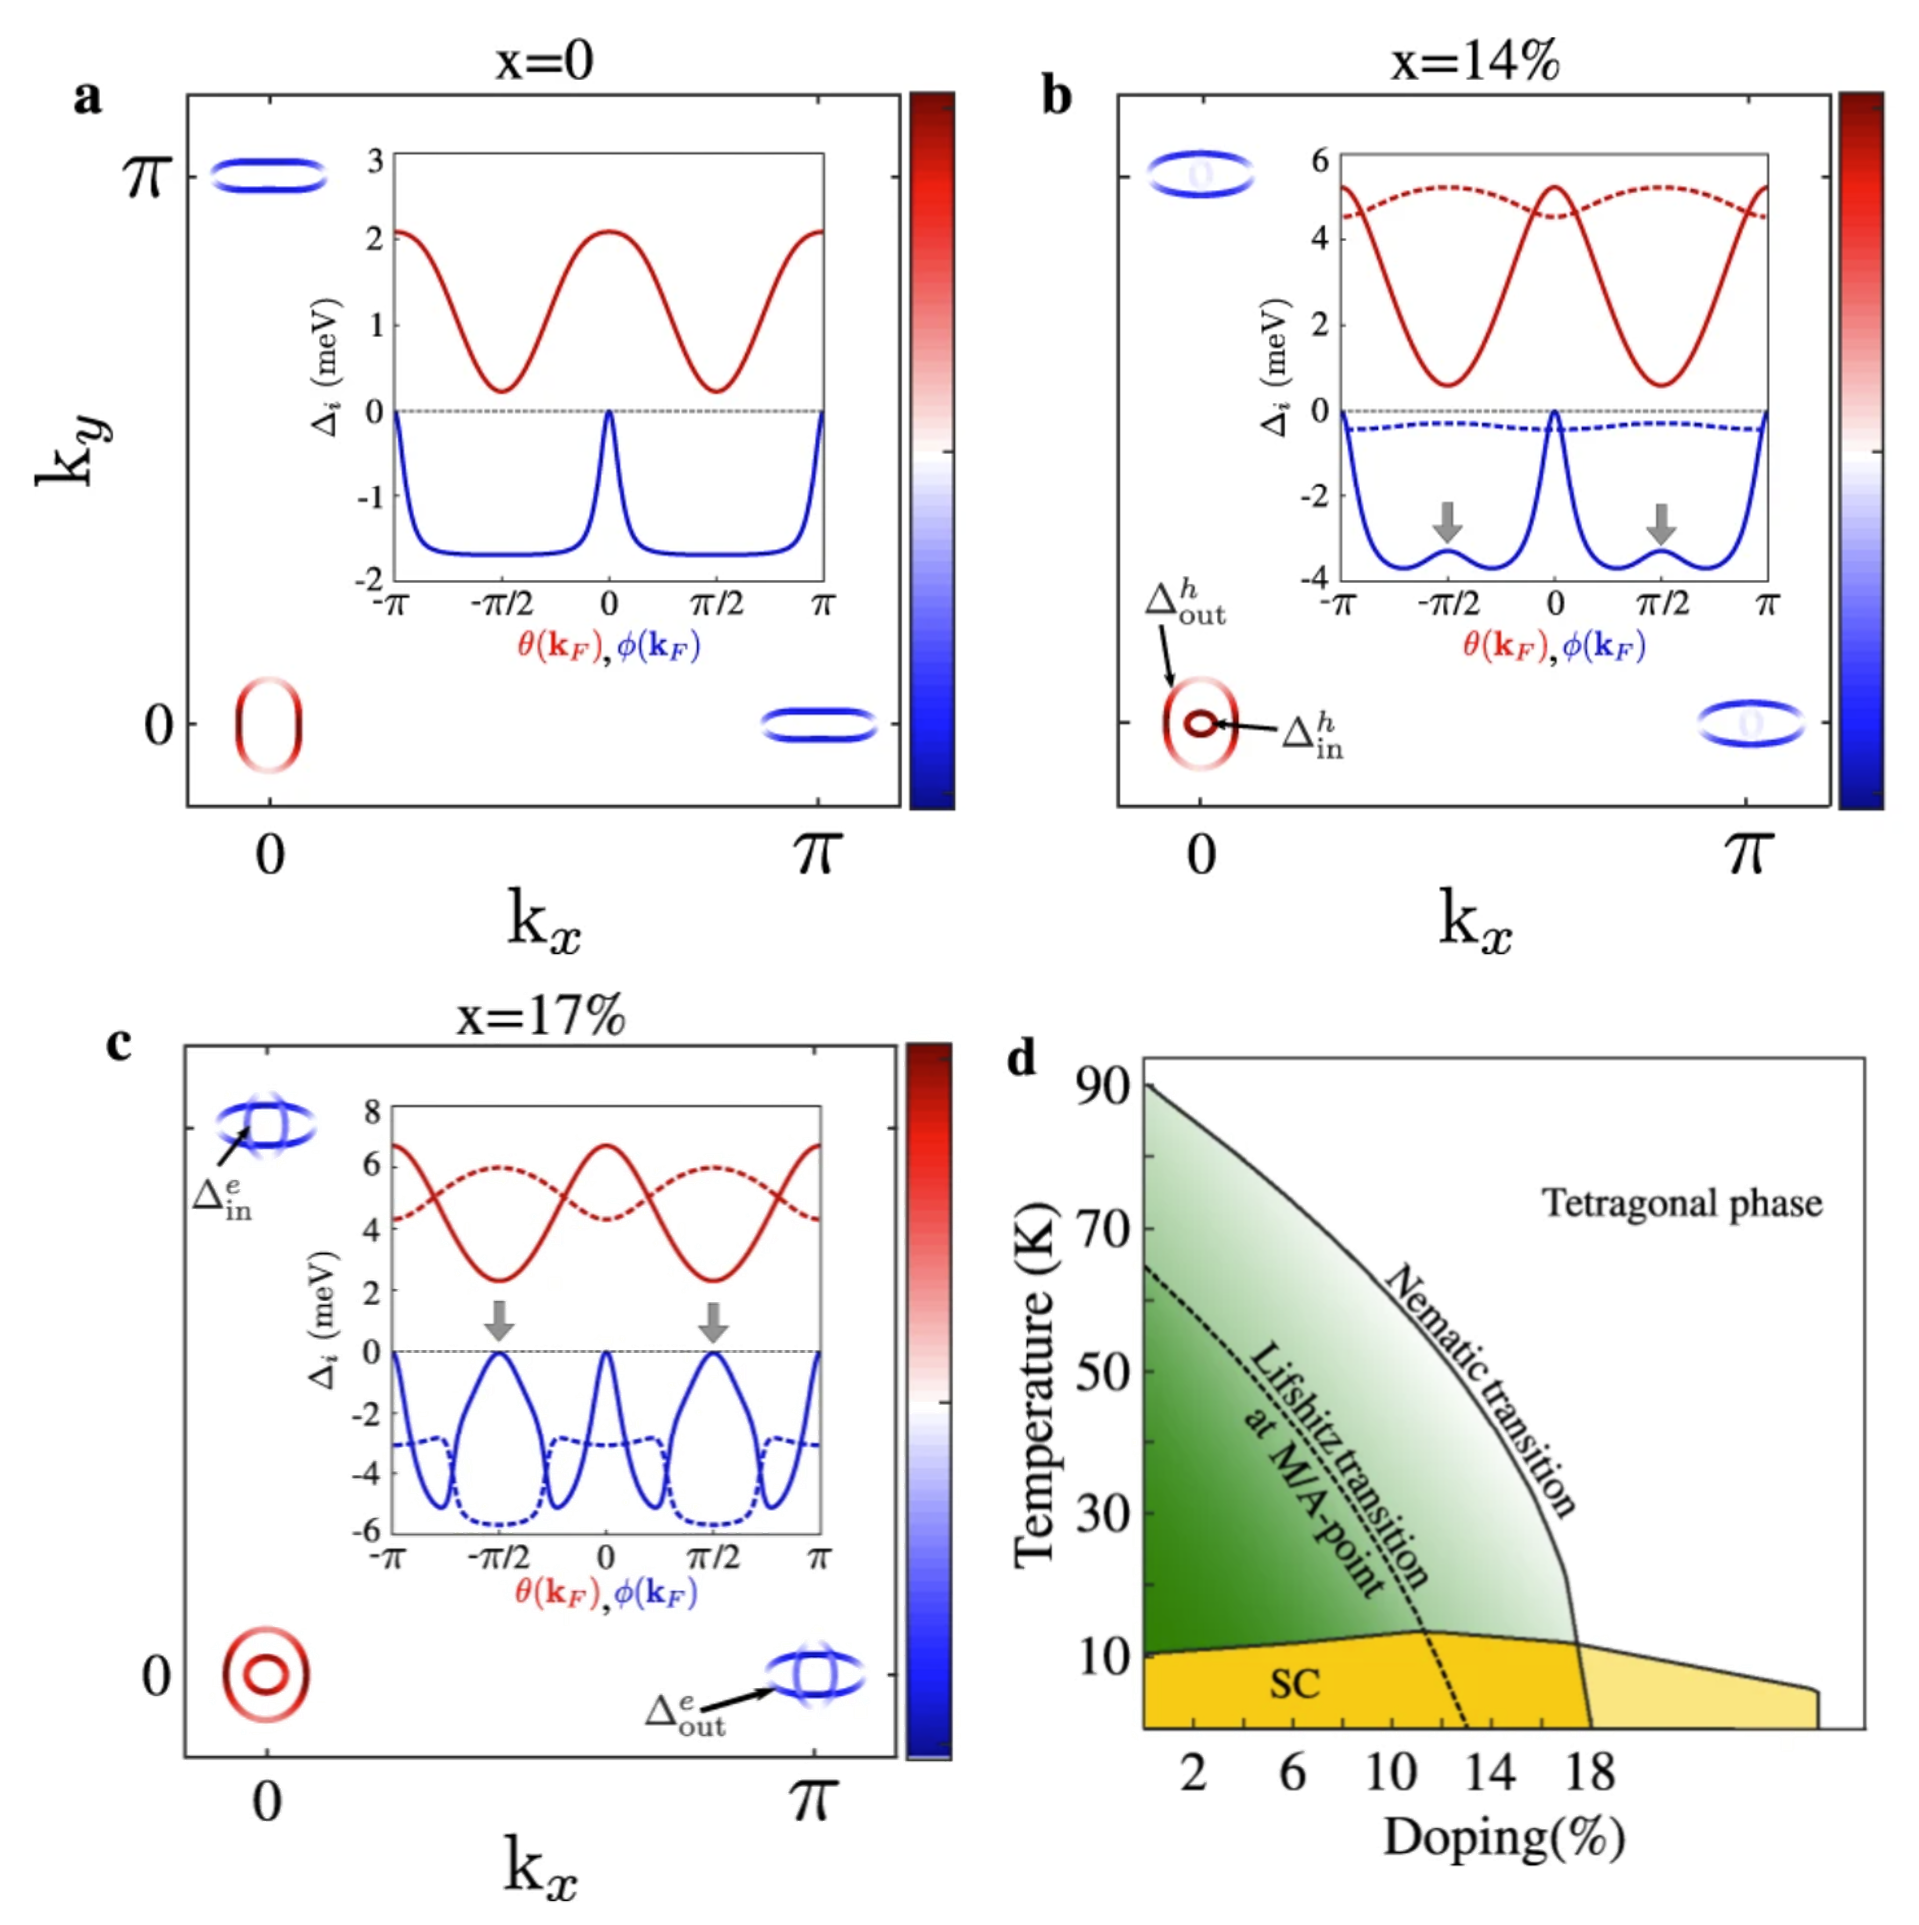 a
x=0
π
0
k_y
0
π
k_x
3
2
1
0
-1
-2
Δ_i (meV)
-π
-π/2
0
π/2
π
θ(k_F), ϕ(k_F)
b
x=14%
6
4
2
0
-2
-4
Δ_i (meV)
-π
-π/2
0
π/2
π
θ(k_F), ϕ(k_F)
Δ^h_out
Δ^h_in
0
π
k_x
c
x=17%
Δ^e_in
8
6
4
2
0
-2
-4
-6
Δ_i (meV)
-π
-π/2
0
π/2
π
θ(k_F), ϕ(k_F)
Δ^e_out
0
0
π
k_x
d
90
70
50
30
10
Temperature (K)
Tetragonal phase
Nematic transition
Lifshitz transition
at M/A-point
SC
2
6
10
14
18
Doping(%)